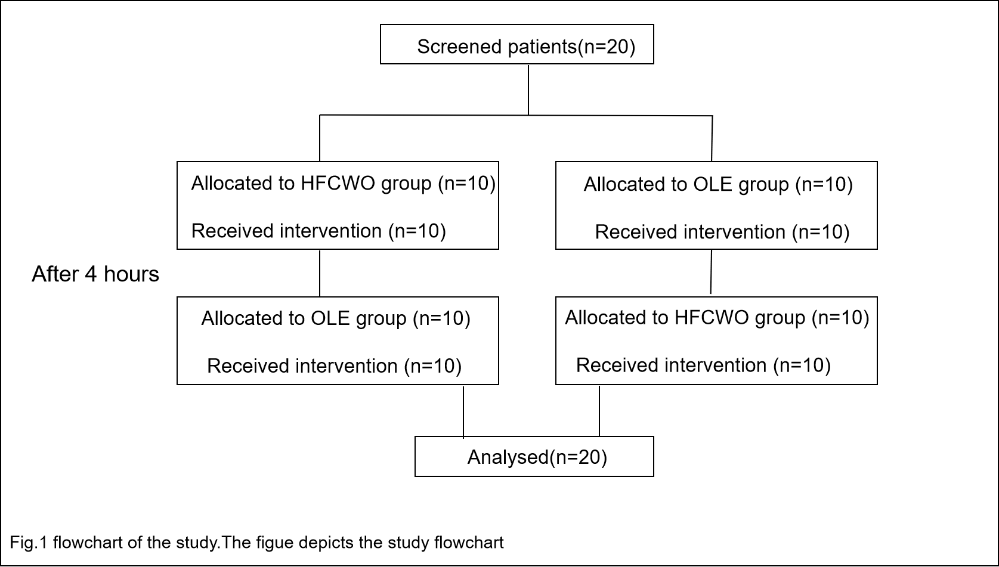 Screened patients(n=20)
Allocated to HFCWO group (n=10)
Received intervention (n=10)
Allocated to OLE group (n=10)
Received intervention (n=10)
After 4 hours
Allocated to OLE group (n=10)
Received intervention (n=10)
Allocated to HFCWO group (n=10)
Received intervention (n=10)
Analysed(n=20)
Fig.1 flowchart of the study.The figue depicts the study flowchart